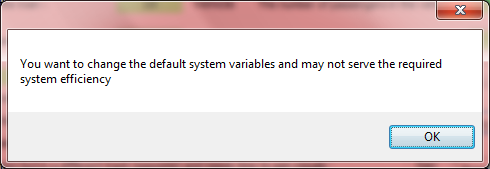 You want to change the default system variables and may not serve the required
system efficiency
OK